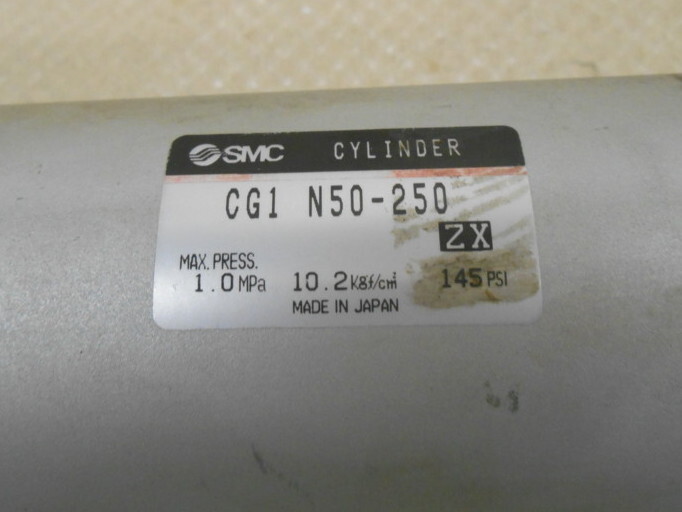 SMC CYLINDER
CG1 N50-250
ZX
MAX. PRESS.
1.0MPa 10.2kgf/cm² 145PSI
MADE IN JAPAN